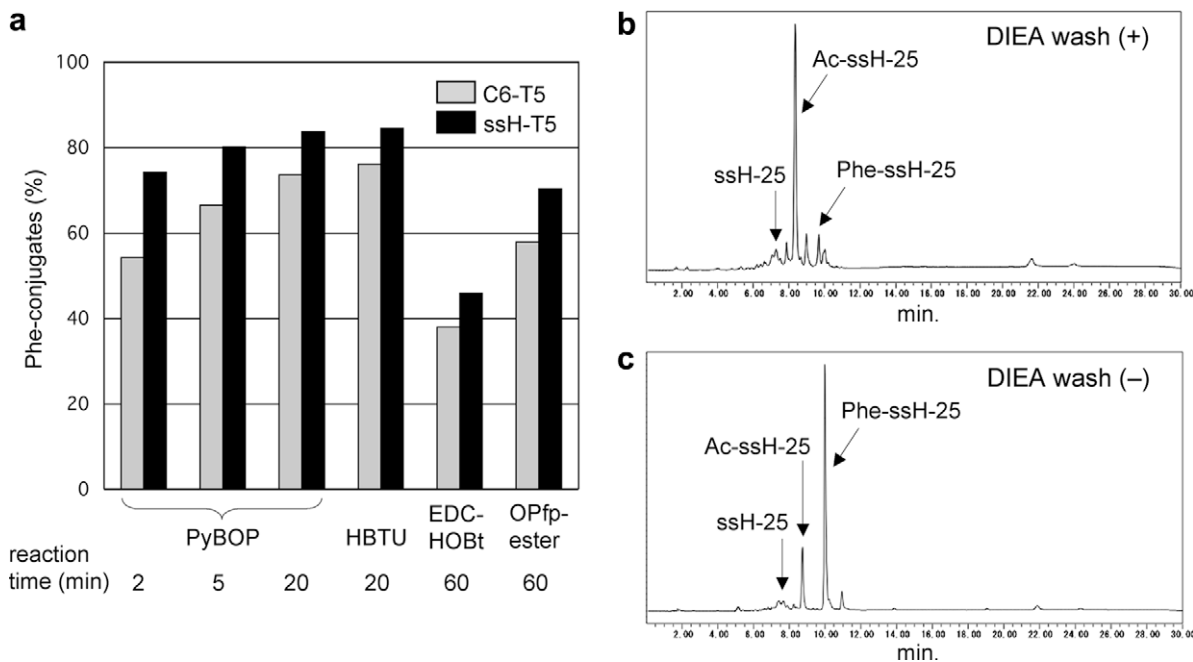 a
100
80
60
40
20
0
Phe-conjugates (%)
C6-T5
ssH-T5
PyBOP
HBTU
EDC-
HOBt
OPfp-
ester
reaction
time (min)
2
5
20
20
60
60
b
DIEA wash (+)
Ac-ssH-25
ssH-25
Phe-ssH-25
2.00 4.00 6.00 8.00 10.00 12.00 14.00 16.00 18.00 20.00 22.00 24.00 26.00 28.00 30.00
min.
c
DIEA wash (–)
Phe-ssH-25
Ac-ssH-25
ssH-25
2.00 4.00 6.00 8.00 10.00 12.00 14.00 16.00 18.00 20.00 22.00 24.00 26.00 28.00 30.00
min.